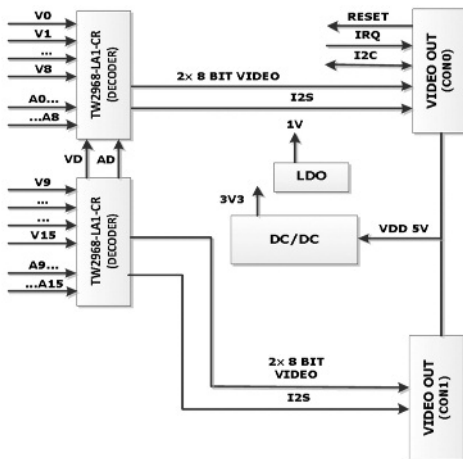 V0
V1
...
V8
A0...
...A8
TW2968-LA1-CR
(DECODER)
2× 8 BIT VIDEO
I2S
RESET
IRQ
I2C
VIDEO OUT
(CON0)
VD
AD
V9
...
...
V15
A9...
...A15
TW2968-LA1-CR
(DECODER)
1V
LDO
3V3
DC/DC
VDD 5V
2× 8 BIT
VIDEO
I2S
VIDEO OUT
(CON1)